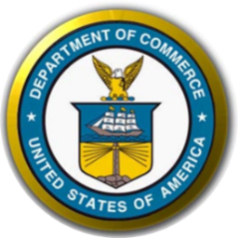 DEPARTMENT OF COMMERCE
UNITED STATES OF AMERICA